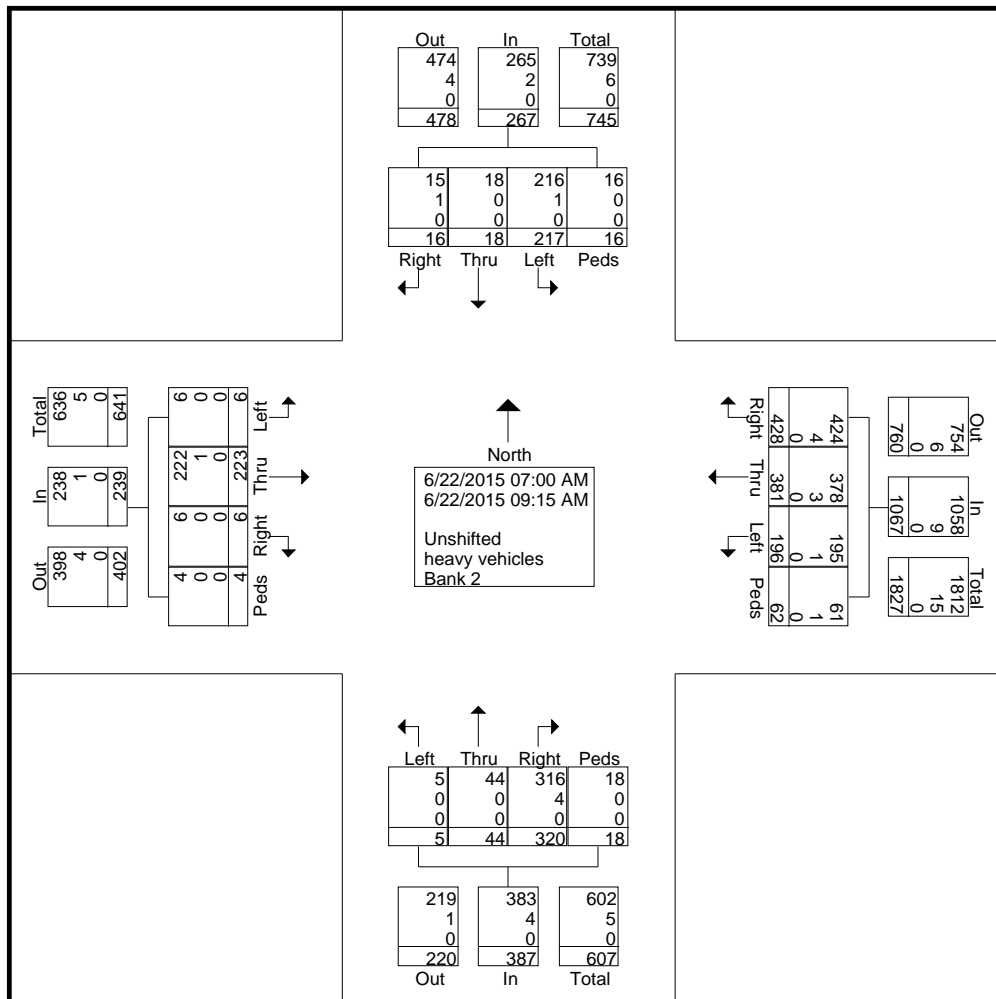 Out In Total
474 265 739
4 2 6
0 0 0
478 267 745
15 18 216 16
1 0 1 0
0 0 0 0
16 18 217 16
Right Thru Left Peds
Total
636
5
0
641
In
238
1
0
239
Out
398
4
0
402
Left
6
0
0
6
Thru
222
1
0
223
Right
6
0
0
6
Peds
4
0
0
4
North
6/22/2015 07:00 AM
6/22/2015 09:15 AM
Unshifted
heavy vehicles
Bank 2
Right
424
4
0
428
Thru
378
3
0
381
Left
195
1
0
196
Peds
61
1
0
62
Out
754
6
0
760
In
1058
9
0
1067
Total
1812
15
0
1827
Left Thru Right Peds
5 44 316 18
0 0 4 0
0 0 0 0
5 44 320 18
219 383 602
1 4 5
0 0 0
220 387 607
Out In Total